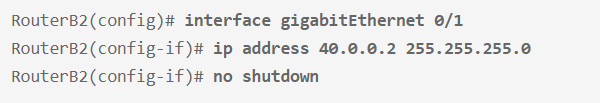 RouterB2(config)# interface gigabitEthernet 0/1
RouterB2(config-if)# ip address 40.0.0.2 255.255.255.0
RouterB2(config-if)# no shutdown